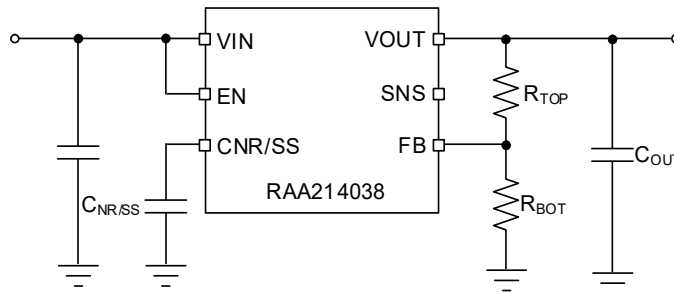 VIN
VOUT
EN
SNS
CNR/SS
FB
RAA214038
CNR/SS
RTOP
RBOT
COUT